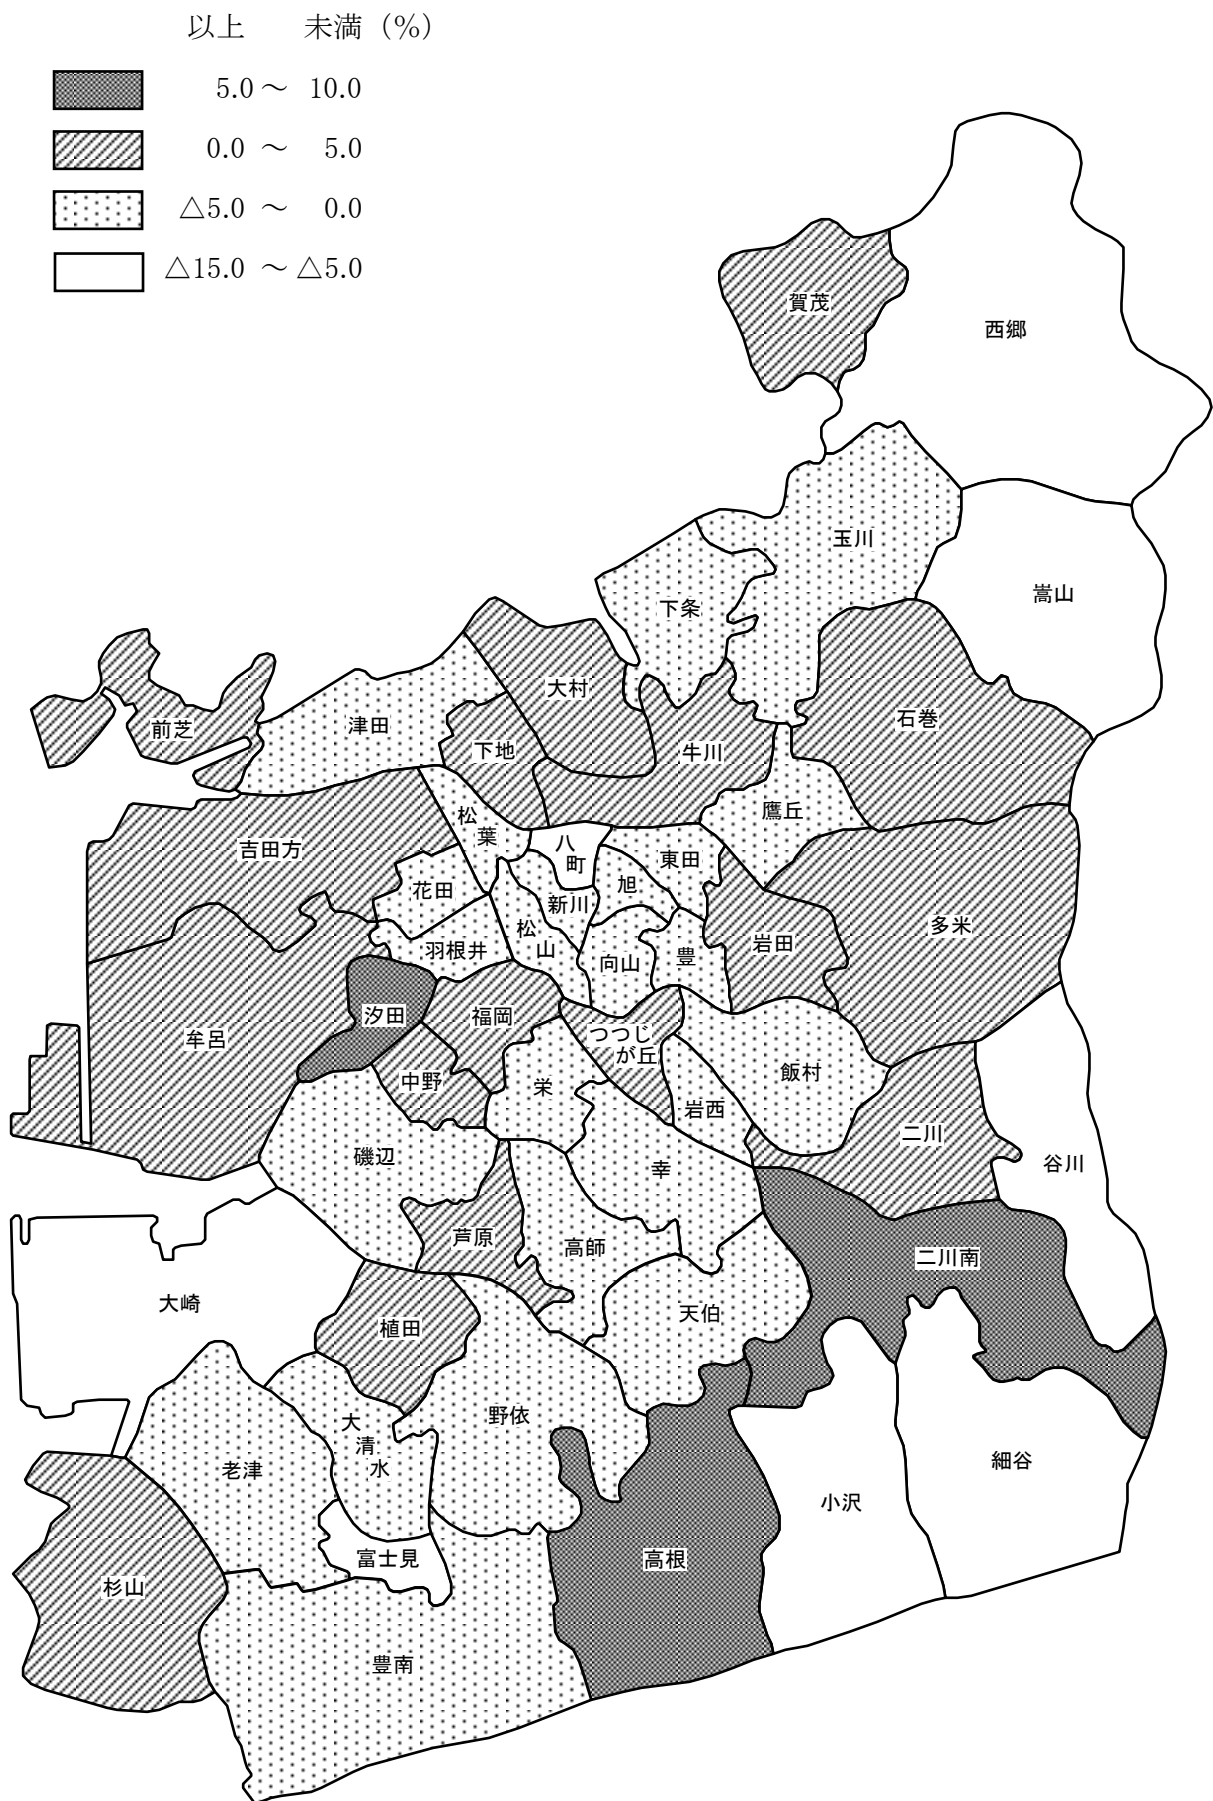 以上 未満 (%)
5.0 ～ 10.0
0.0 ～ 5.0
△5.0 ～ 0.0
△15.0 ～ △5.0
賀茂
西郷
玉川
嵩山
下条
大村
石巻
前芝
津田
下地
牛川
鷹丘
松葉
八町
東田
吉田方
花田
旭
新川
多米
羽根井
松山
向山
豊
岩田
汐田
福岡
つつじ
が丘
牟呂
中野
栄
飯村
岩西
二川
磯辺
幸
谷川
芦原
高師
二川南
大崎
植田
天伯
大清水
野依
老津
細谷
小沢
富士見
高根
杉山
豊南